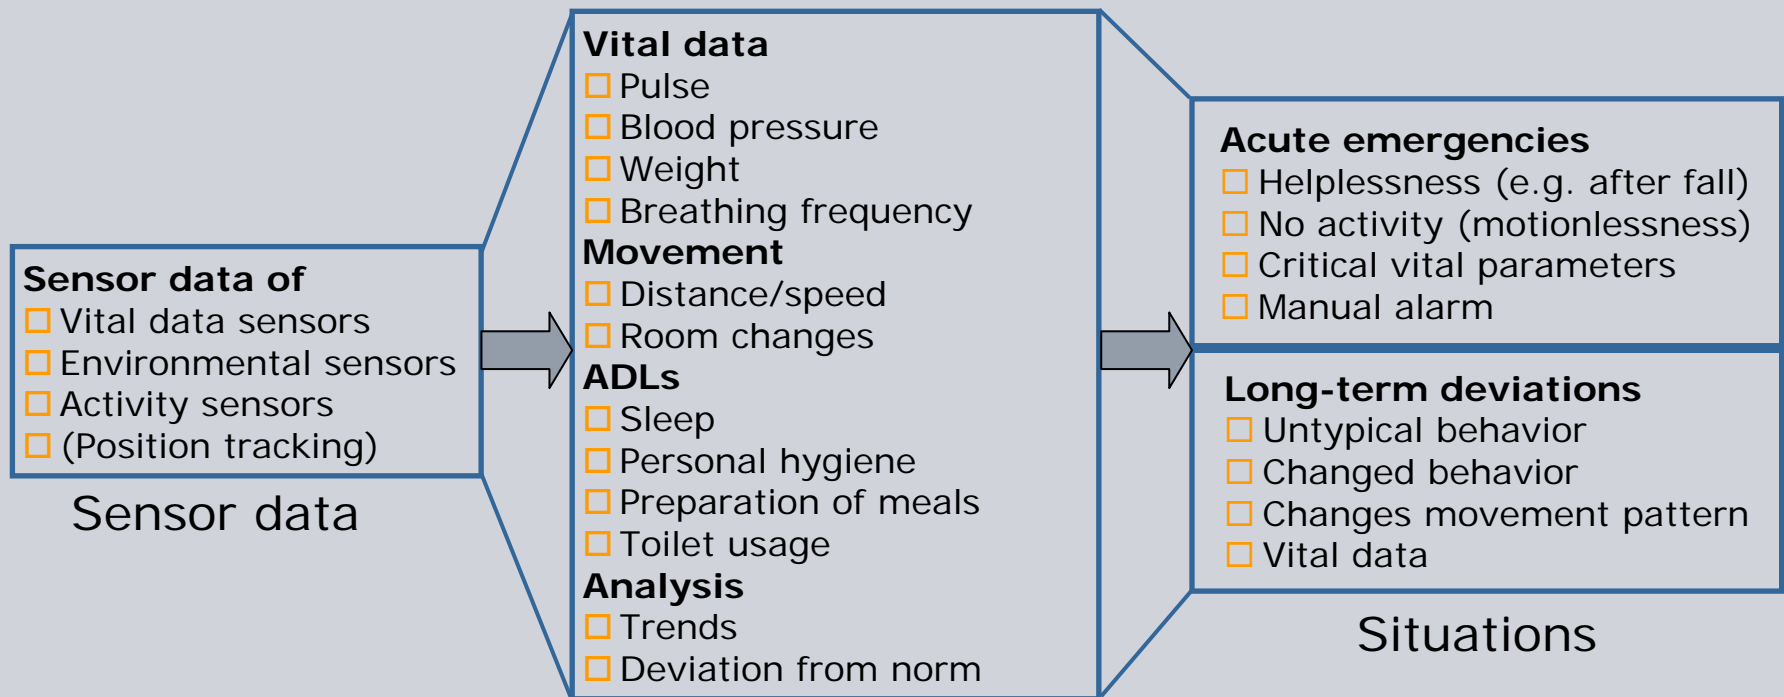 Sensor data of
Vital data sensors
Environmental sensors
Activity sensors
(Position tracking)
Sensor data
Vital data
Pulse
Blood pressure
Weight
Breathing frequency
Movement
Distance/speed
Room changes
ADLs
Sleep
Personal hygiene
Preparation of meals
Toilet usage
Analysis
Trends
Deviation from norm
Acute emergencies
Helplessness (e.g. after fall)
No activity (motionlessness)
Critical vital parameters
Manual alarm
Long-term deviations
Untypical behavior
Changed behavior
Changes movement pattern
Vital data
Situations